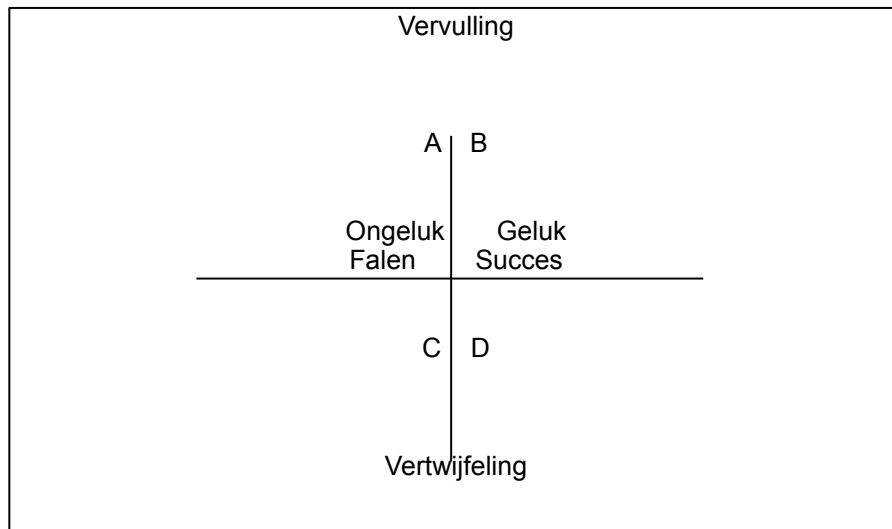 Vervulling
A B
Ongeluk Geluk
Falen Succes
C D
Vertwijfeling